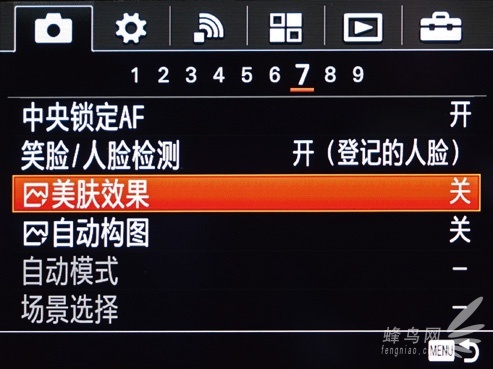 1 2 3 4 5 6 7 8 9
中央锁定AF 开
笑脸/人脸检测 开（登记的人脸）
美肤效果 关
自动构图 关
自动模式 –
场景选择 –
蜂鸟网
fengniao.com
MENU